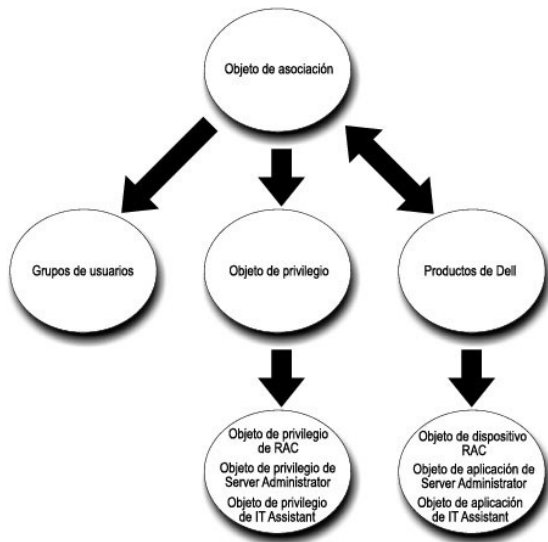 Objeto de asociación
Grupos de usuarios
Objeto de privilegio
Productos de Dell
Objeto de privilegio
de RAC
Objeto de privilegio de
Server Administrator
Objeto de privilegio
de IT Assistant
Objeto de dispositivo
RAC
Objeto de aplicación de
Server Administrator
Objeto de aplicación
de IT Assistant